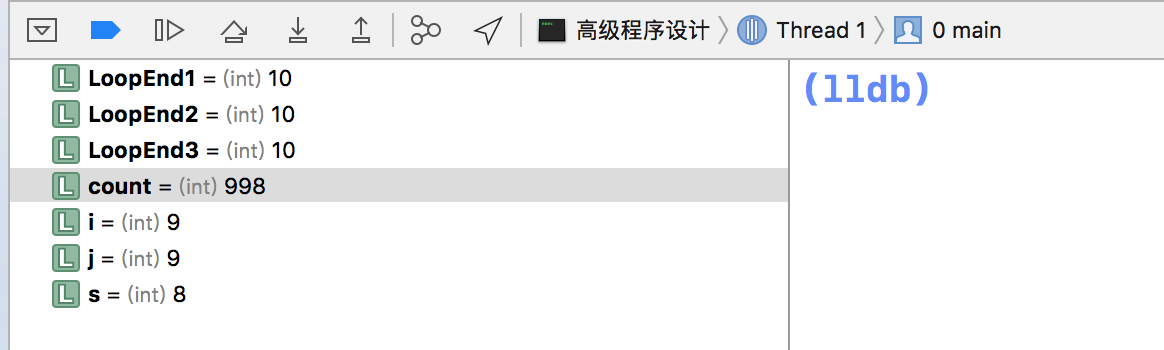 高级程序设计 Thread 1 0 main
L LoopEnd1 = (int) 10
L LoopEnd2 = (int) 10
L LoopEnd3 = (int) 10
L count = (int) 998
L i = (int) 9
L j = (int) 9
L s = (int) 8
(lldb)